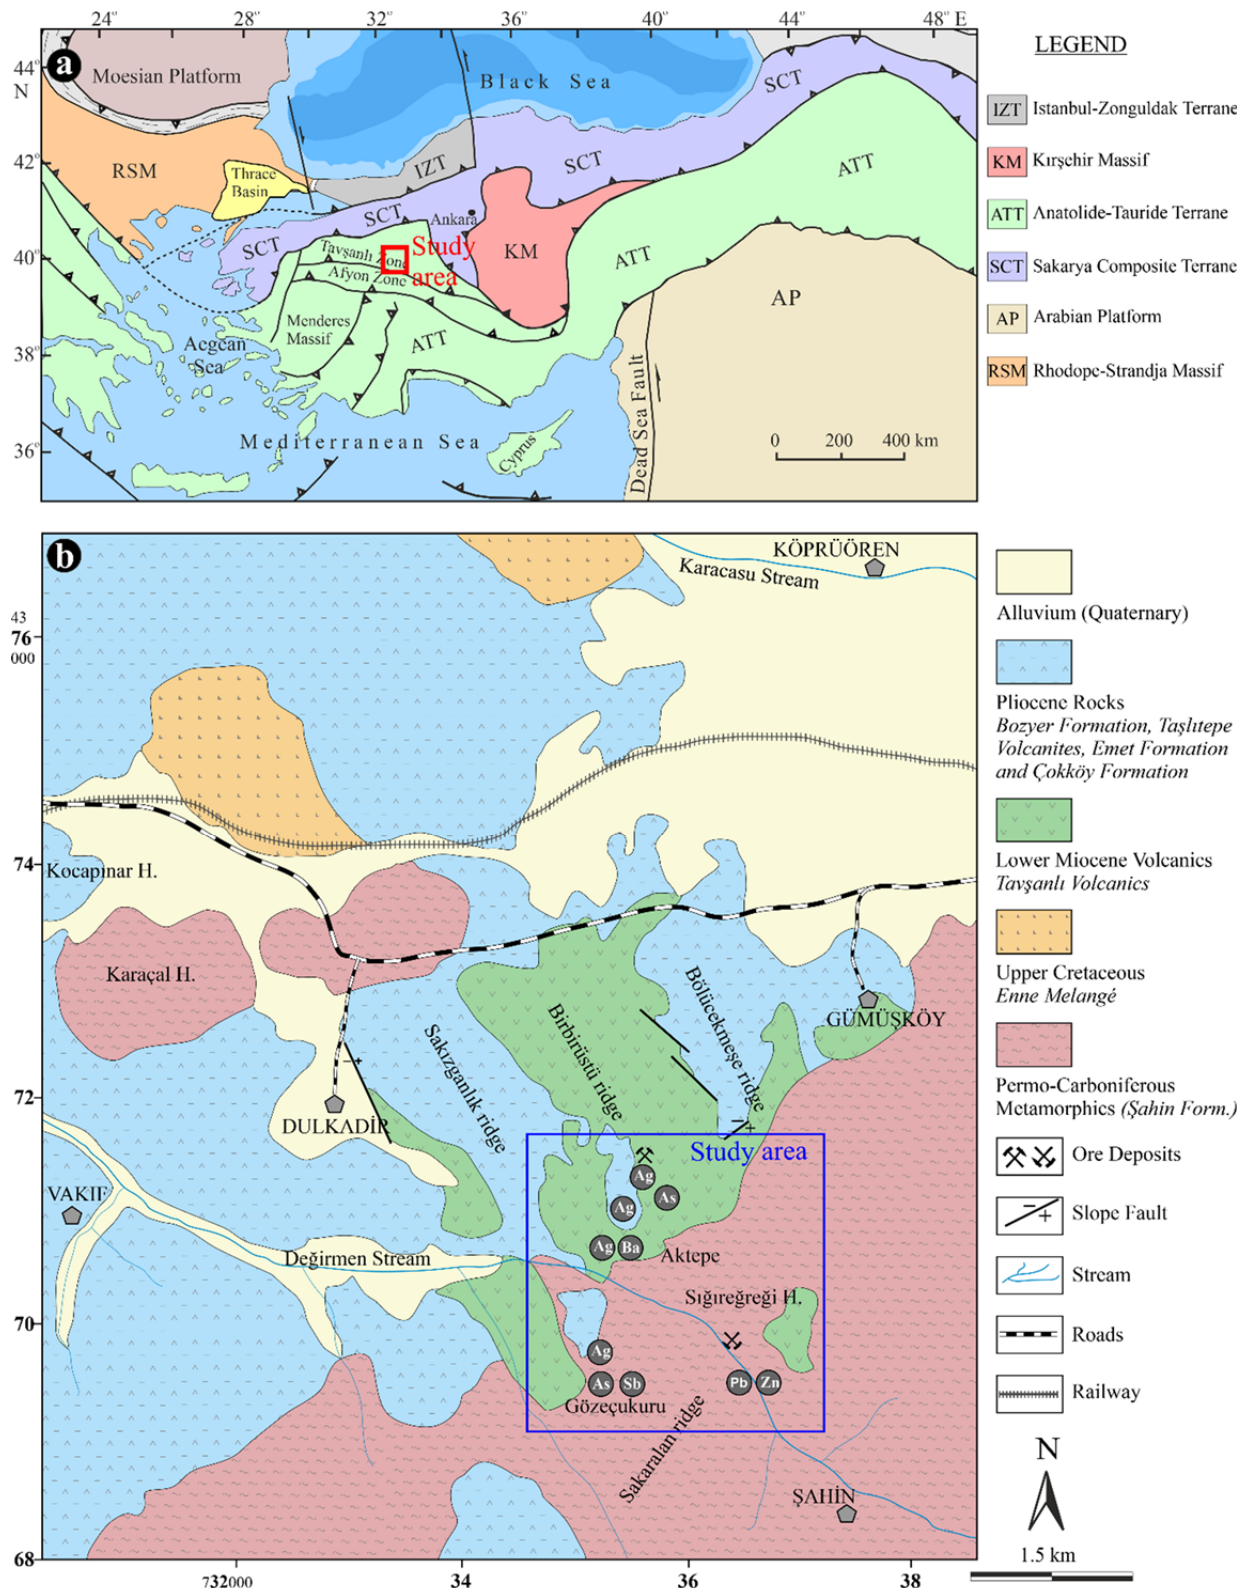 24° 28° 32° 36° 40° 44° 48° E
LEGEND
a
44°
N
Moesian Platform
Black Sea
SCT
IZT Istanbul-Zonguldak Terrane
42°
RSM
Thrace
Basin
IZT
SCT
ATT
KM Kırşehir Massif
SCT
Ankara
ATT Anatolide-Tauride Terrane
40°
SCT
Tavşanlı Zone
Study
area
KM
ATT
SCT Sakarya Composite Terrane
Afyon Zone
AP
AP Arabian Platform
Menderes
Massif
ATT
38°
Aegean
Sea
RSM Rhodope-Strandja Massif
Dead Sea Fault
Mediterranean Sea
Cyprus
0 200 400 km
36°
b
KÖPRÜÖREN
Karacasu Stream
Alluvium (Quaternary)
43
76
000
Pliocene Rocks
Bozyer Formation, Taşlıtepe
Volcanites, Emet Formation
and Çokköy Formation
74
Kocapınar H.
Lower Miocene Volcanics
Tavşanlı Volcanics
Karaçal H.
Upper Cretaceous
Enne Melangé
Bölücekmeşe ridge
GÜMÜŞKÖY
Birbirüstü ridge
Sakızganlık ridge
- +
72
DULKADİR
- +
Permo-Carboniferous
Metamorphics (Şahin Form.)
Study area
Ore Deposits
Ag
As
Ag
VAKIF
- + Slope Fault
Ag Ba
Aktepe
Değirmen Stream
Stream
Sığıreğreği H.
70
Roads
Ag
As Sb
Pb Zn
Gözeçukuru
Railway
Sakaralan ridge
N
ŞAHİN
1.5 km
68
732000 34 36 38